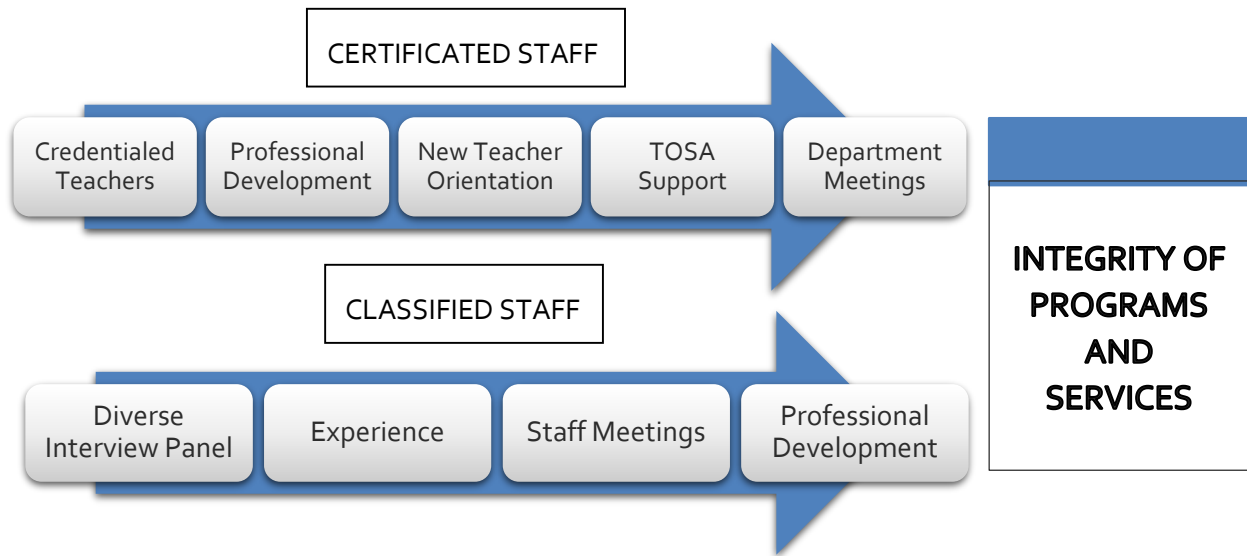 CERTIFICATED STAFF
Credentialed
Teachers
Professional
Development
New Teacher
Orientation
TOSA
Support
Department
Meetings
CLASSIFIED STAFF
Diverse
Interview Panel
Experience
Staff Meetings
Professional
Development
INTEGRITY OF
PROGRAMS
AND
SERVICES